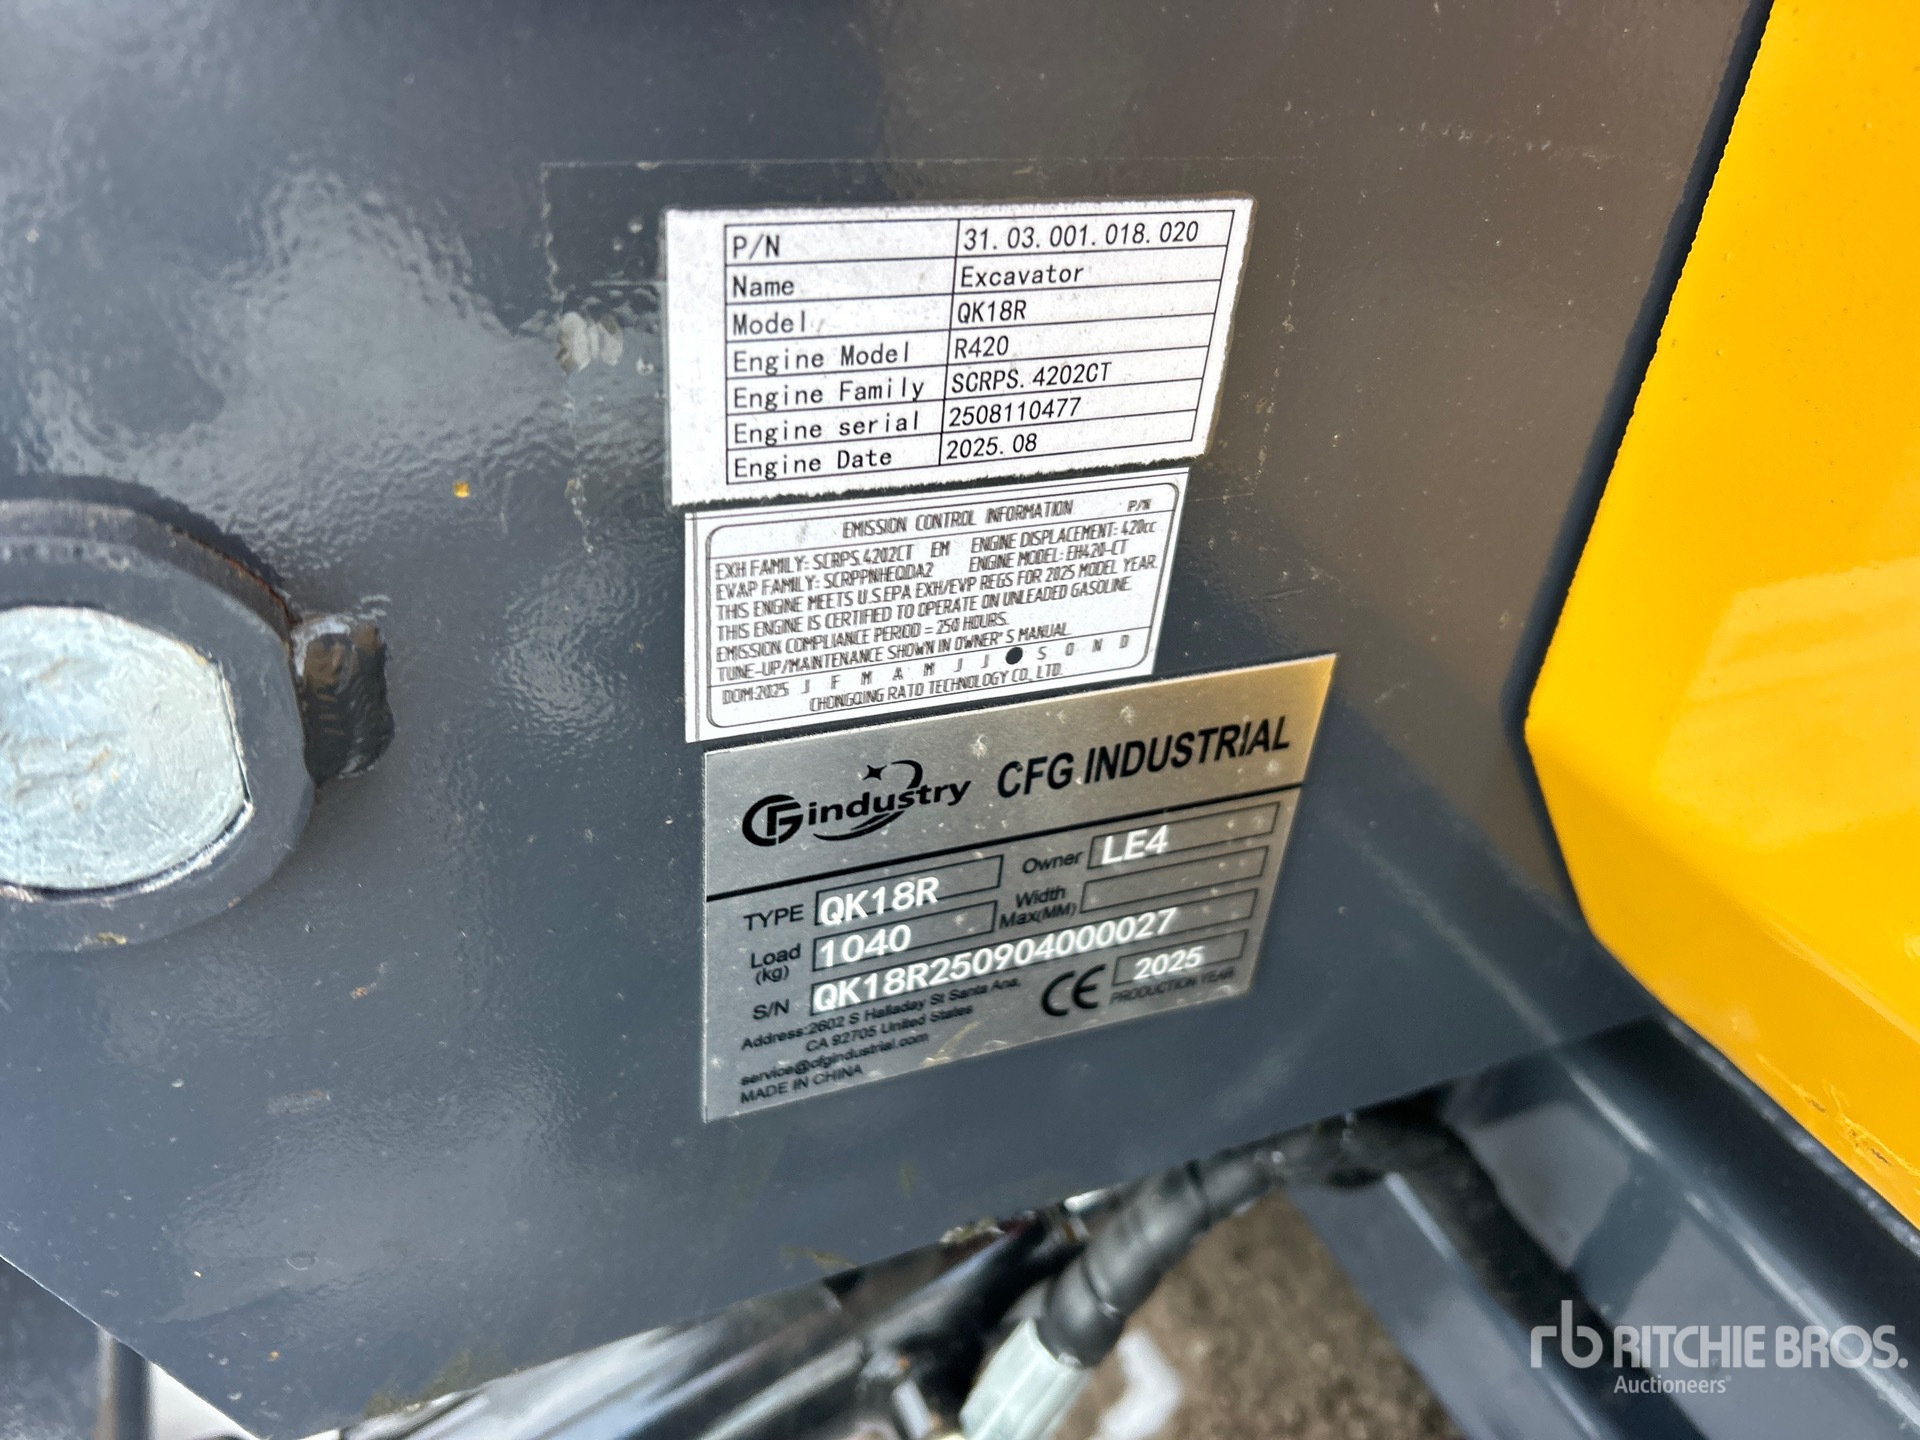 P/N 31. 03. 001. 018. 020
Name Excavator
Model QK18R
Engine Model R420
Engine Family SCRPS. 4202CT
Engine serial 2508110477
Engine Date 2025. 08
EMISSION CONTROL INFORMATION P/N
EXH FAMILY: SCRPS.4202CT EM ENGINE DISPLACEMENT: 420cc
EVAP FAMILY: SCRPPNHEQDA2 ENGINE MODEL: EH420-CT
THIS ENGINE MEETS U.S.EPA EXH/EVP REGS FOR 2025 MODEL YEAR.
THIS ENGINE IS CERTIFIED TO OPERATE ON UNLEADED GASOLINE.
EMISSION COMPLIANCE PERIOD = 250 HOURS.
TUNE-UP/MAINTENANCE SHOWN IN OWNER'S MANUAL
DOM:2025 J F M A M J J ● S O N D
CHONGQING RATO TECHNOLOGY CO., LTD.
CFG industry CFG INDUSTRIAL
TYPE QK18R Owner LE4
Load (kg) 1040 Width Max(MM)
S/N QK18R250904000027
Address:2602 S Halladay St Santa Ana,
CA 92705 United States
service@cfgindustrial.com
MADE IN CHINA
CE 2025
PRODUCTION YEAR
rb RITCHIE BROS.
Auctioneers